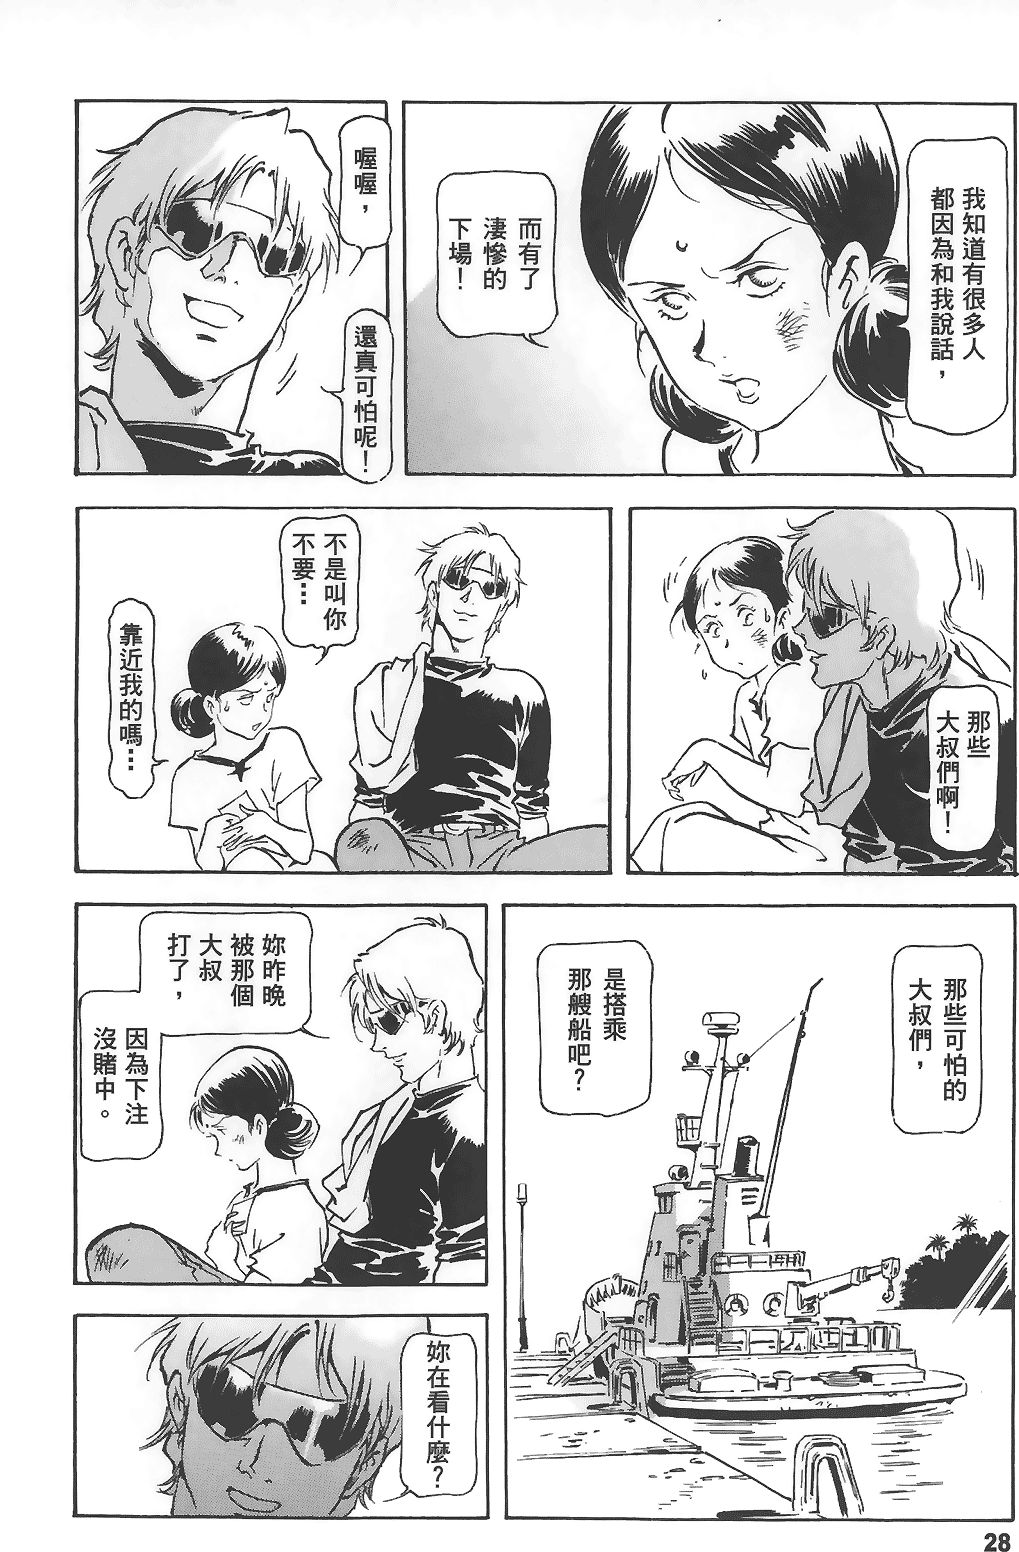 我知道有很多人
都因為和我說話，
而有了
淒慘的
下場！
喔喔，
還真可怕呢！
那些
大叔們啊！
不是叫你
不要…
靠近我的嗎…
那些可怕的
大叔們，
是搭乘
那艘船吧？
妳昨晚
被那個
大叔
打了，
因為下注
沒賭中。
妳在看什麼？
28